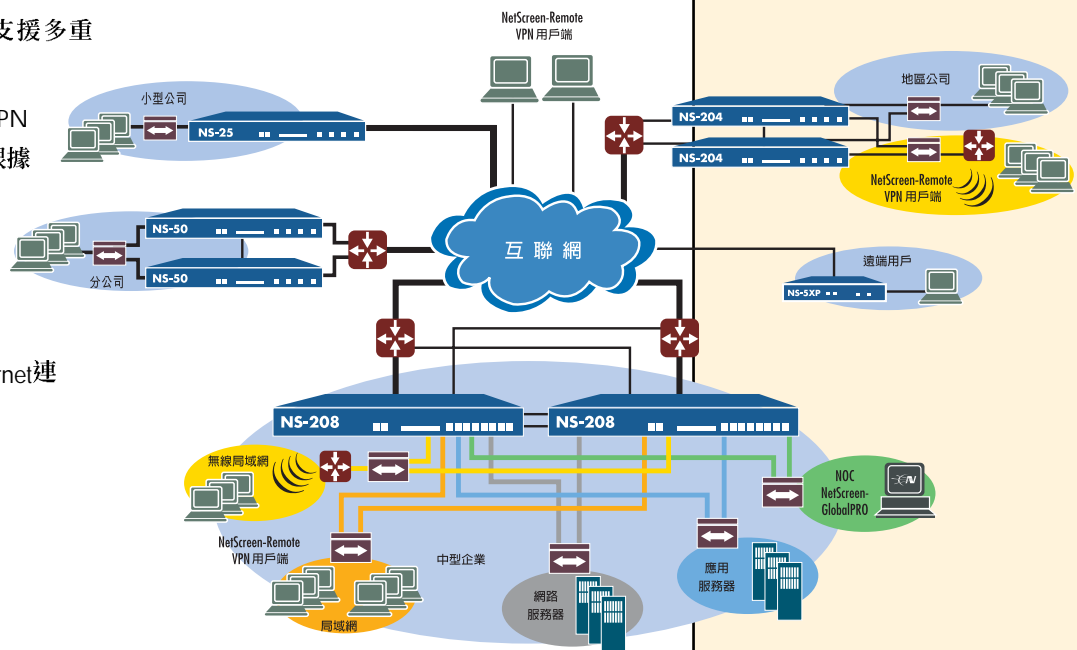 支援多重
PN
根據
rnet連
NetScreen-Remote
VPN 用戶端
小型公司
NS-25
NS-204
NS-204
地區公司
NetScreen-Remote
VPN 用戶端
NS-50
NS-50
分公司
互聯網
遠端用戶
NS-5XP
NS-208
NS-208
無線局域網
NetScreen-Remote
VPN 用戶端
局域網
中型企業
網路
服務器
應用
服務器
NOC
NetScreen-
GlobalPRO